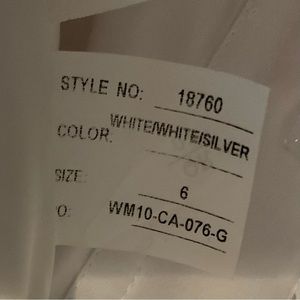 STYLE NO: 18760
COLOR: WHITE/WHITE/SILVER
SIZE: 6
O: WM10-CA-076-G